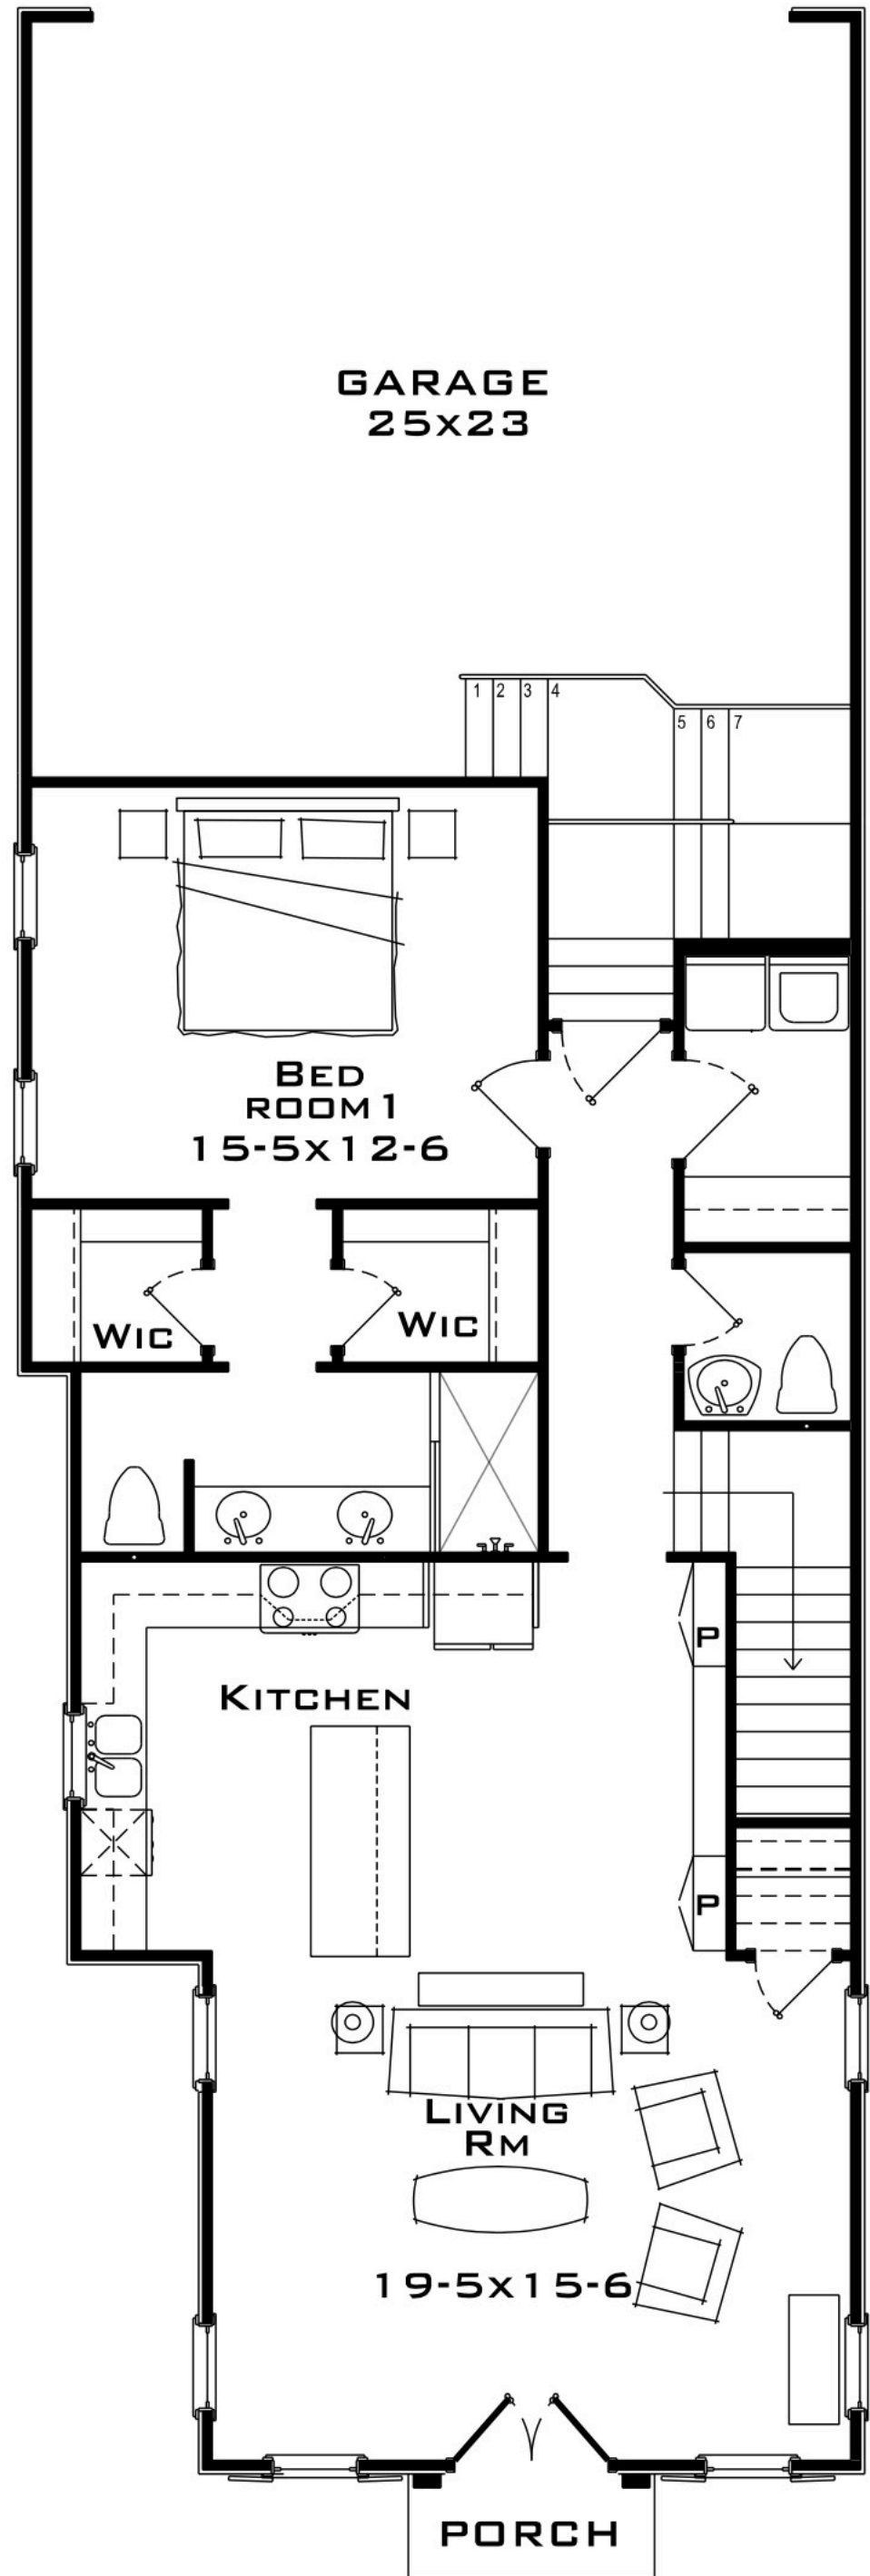 GARAGE
25x23
1 2 3 4
5 6 7
BED
ROOM 1
15-5x12-6
WIC
WIC
P
KITCHEN
P
LIVING
RM
19-5x15-6
PORCH